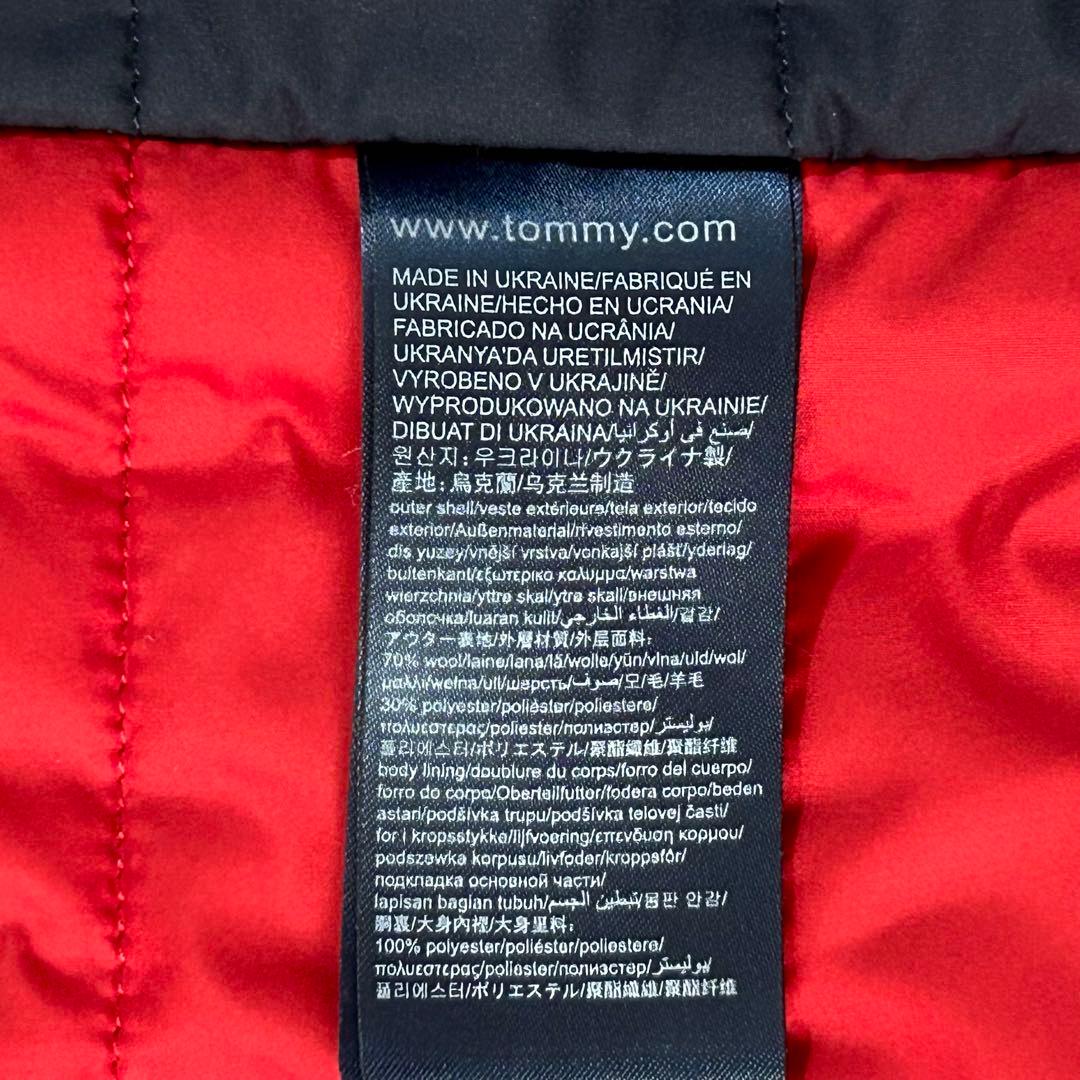 www.tommy.com
MADE IN UKRAINE/FABRIQUÉ EN
UKRAINE/HECHO EN UCRANIA/
FABRICADO NA UCRÂNIA/
UKRANYA'DA URETILMISTIR/
VYROBENO V UKRAJINĚ/
WYPRODUKOWANO NA UKRAINIE/
DIBUAT DI UKRAINA/صنع في أوكرانيا/
원산지:우크라이나/ウクライナ製/
產地:烏克蘭/乌克兰制造
outer shell/veste extérieure/tela exterior/tecido
exterior/Außenmaterial/rivestimento esterno/
dis yuzey/vnější vrstva/vonkajší plášť/yderlag/
buitenkant/εξωτερικο καλυμμα/warstwa
wierzchnia/yttre skal/ytre skall/внешняя
оболочка/luaran kulit/الغطاء الخارجي/겉감/
アウター裏地/外層材質/外层面料:
70% wool/laine/lana/lã/wolle/yün/vlna/uld/wol/
μαλλί/wełna/ull/шерсть/صوف/모/毛/羊毛
30% polyester/polièster/poliestere/
πολυεστερας/poliester/полиэстер/بوليستر/
폴리에스터/ポリエステル/聚酯纖維/聚酯纤维
body lining/doublure du corps/forro del cuerpo/
forro do corpo/Oberteilfutter/fodera corpo/beden
astari/podšívka trupu/podšívka telovej časti/
for i kropsstykke/lijfvoering/επενδυση κορμου/
podszewka korpusu/livfoder/kroppsfôr/
подкладка основной части/
lapisan bagian tubuh/تبطين الجسم/몸판 안감/
胴裏/大身內裡/大身里料:
100% polyester/poliéster/poliestere/
πολυεστερας/poliester/полиэстер/بوليستر/
폴리에스터/ポリエステル/聚酯纖維/聚酯纤维